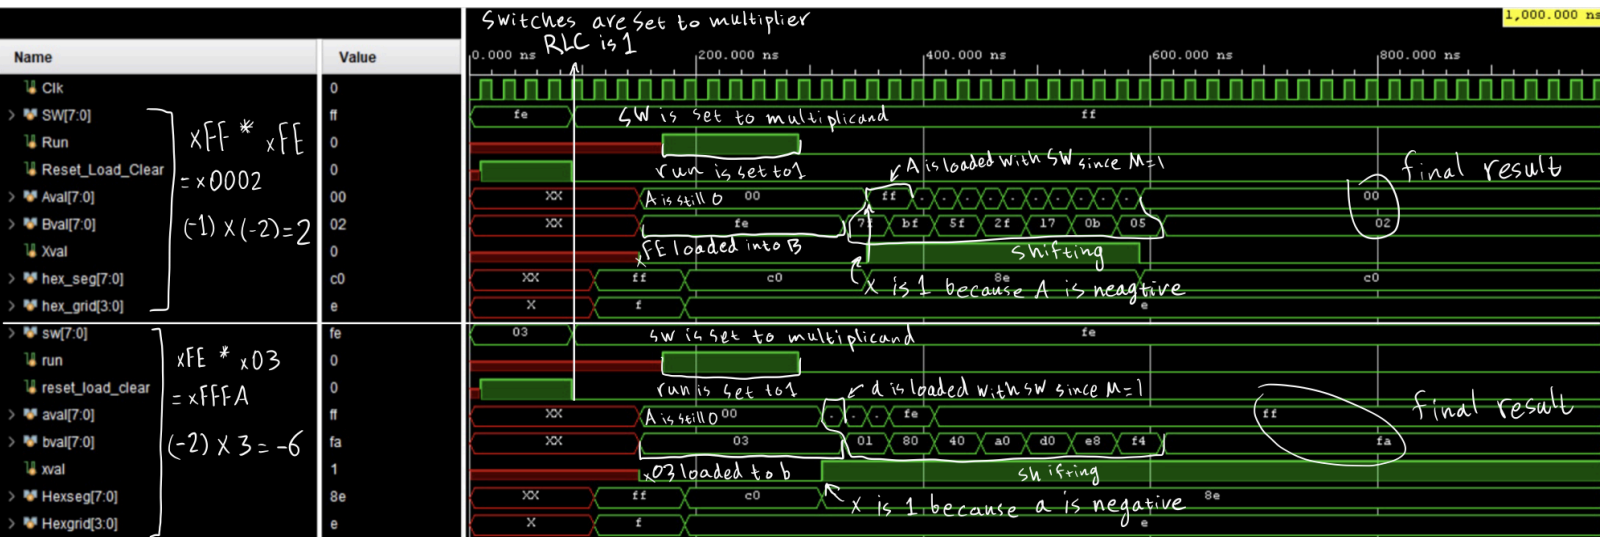 Switches are set to multiplier
RLC is 1
1,000.000 ns
Name Value
0.000 ns 200.000 ns 400.000 ns 600.000 ns 800.000 ns
Clk 0
SW[7:0] ff fe SW is set to multiplicand ff
Run 0
xFF * xFE
Reset_Load_Clear 0 run is set to 1 A is loaded with SW since M=1 final result
= x0002
Aval[7:0] 00 XX A is still 0 00 ff 00
Bval[7:0] 02 XX fe 7f bf 5f 2f 17 0b 05 02
(-1) x (-2) = 2
Xval 0 xFE loaded into B shifting
hex_seg[7:0] c0 XX ff c0 8e c0
X is 1 because A is neagtive
hex_grid[3:0] e X f e
sw[7:0] fe 03 sw is set to multiplicand fe
run 0
xFE * x03
reset_load_clear 0 run is set to 1 a is loaded with sw since M=1
= xFFFA
aval[7:0] ff XX A is still 0 00 fe ff final result
bval[7:0] fa XX 03 01 80 40 a0 d0 e8 f4 fa
(-2) x 3 = -6
xval 1 x03 loaded to b shifting
Hexseg[7:0] 8e XX ff c0 8e
X is 1 because a is negative
Hexgrid[3:0] e X f e